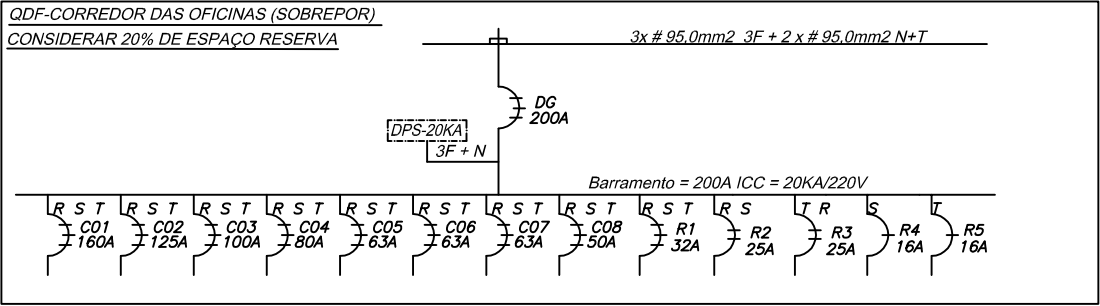 QDF-CORREDOR DAS OFICINAS (SOBREPOR)
CONSIDERAR 20% DE ESPAÇO RESERVA
3x # 95,0mm2 3F + 2 x # 95,0mm2 N+T
DG
200A
DPS-20KA
3F + N
Barramento = 200A ICC = 20KA/220V
R S T
C01
160A
R S T
C02
125A
R S T
C03
100A
R S T
C04
80A
R S T
C05
63A
R S T
C06
63A
R S T
C07
63A
R S T
C08
50A
R S T
R1
32A
R S
R2
25A
T R
R3
25A
S
R4
16A
T
R5
16A